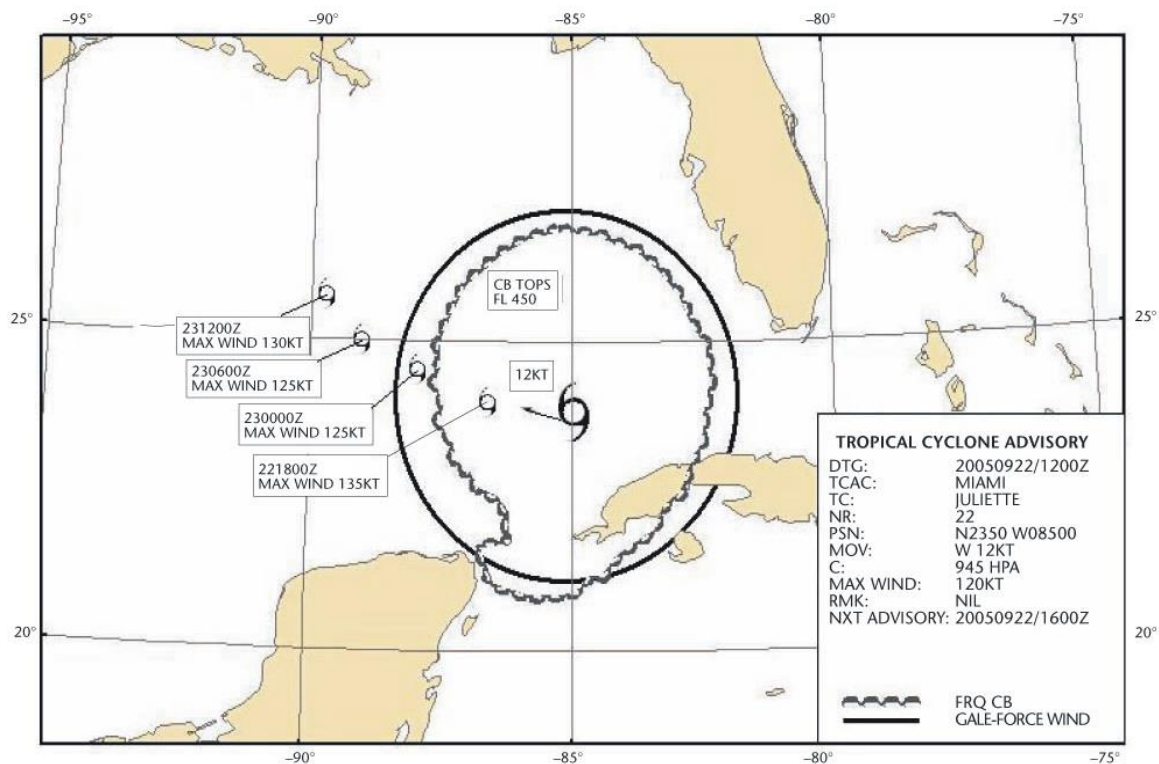 −95° −90° −85° −80° −75°
CB TOPS
FL 450
25° 25°
231200Z
MAX WIND 130KT
230600Z
MAX WIND 125KT
12KT
230000Z
MAX WIND 125KT
221800Z
MAX WIND 135KT
TROPICAL CYCLONE ADVISORY
DTG: 20050922/1200Z
TCAC: MIAMI
TC: JULIETTE
NR: 22
PSN: N2350 W08500
MOV: W 12KT
C: 945 HPA
MAX WIND: 120KT
RMK: NIL
NXT ADVISORY: 20050922/1600Z
20° 20°
FRQ CB
GALE-FORCE WIND
−90° −85° −80° −75°